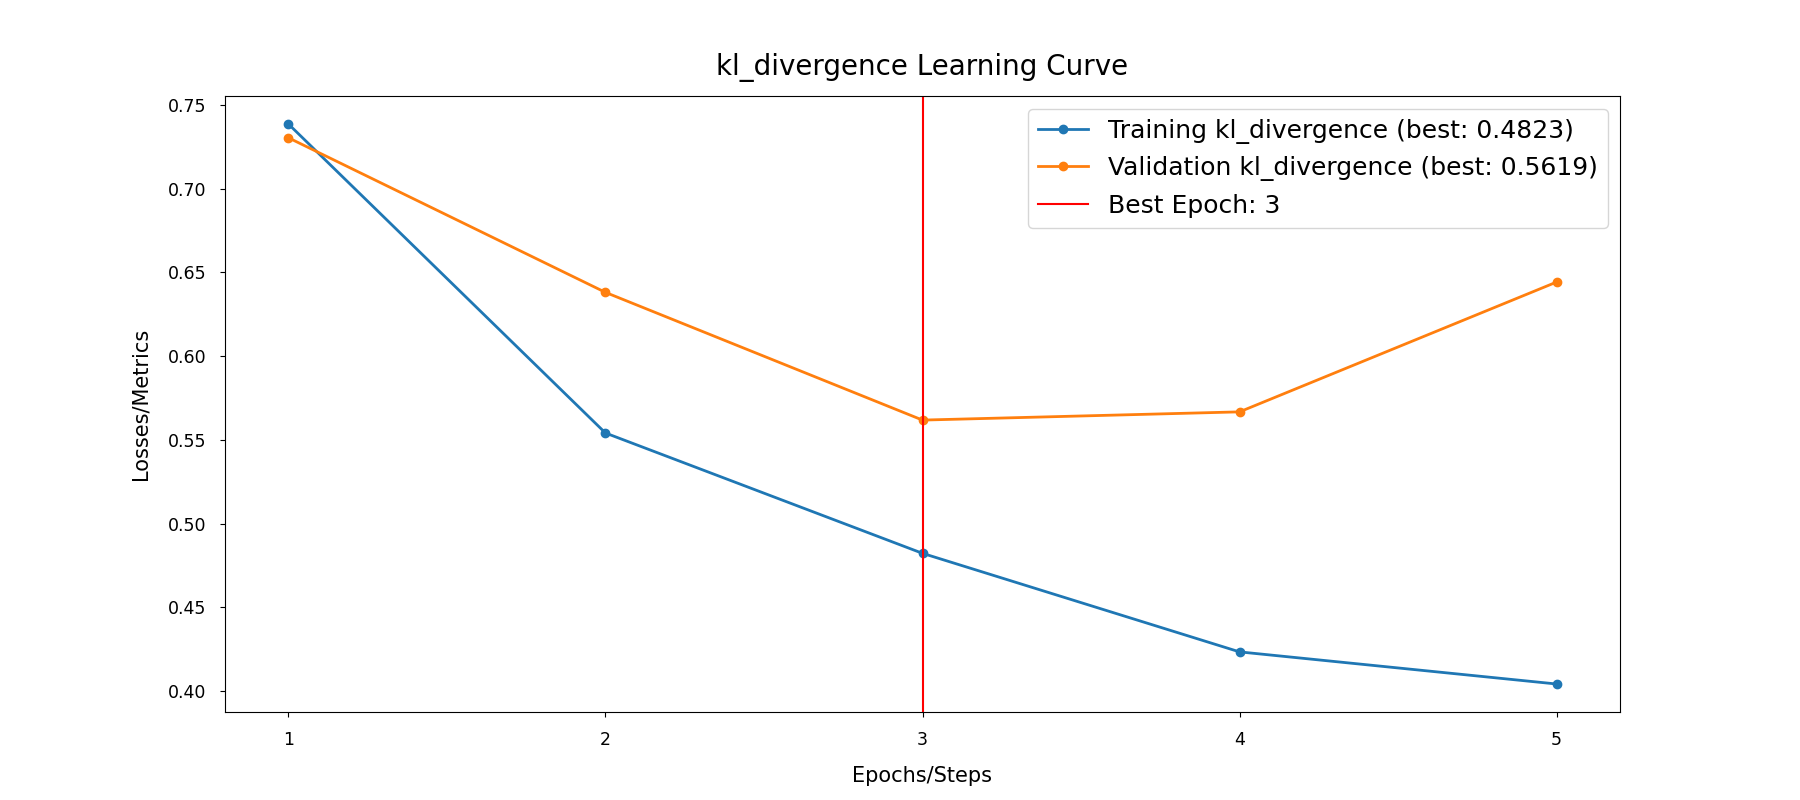 kl_divergence Learning Curve
Training kl_divergence (best: 0.4823)
Validation kl_divergence (best: 0.5619)
Best Epoch: 3
Losses/Metrics
0.75
0.70
0.65
0.60
0.55
0.50
0.45
0.40
1 2 3 4 5
Epochs/Steps